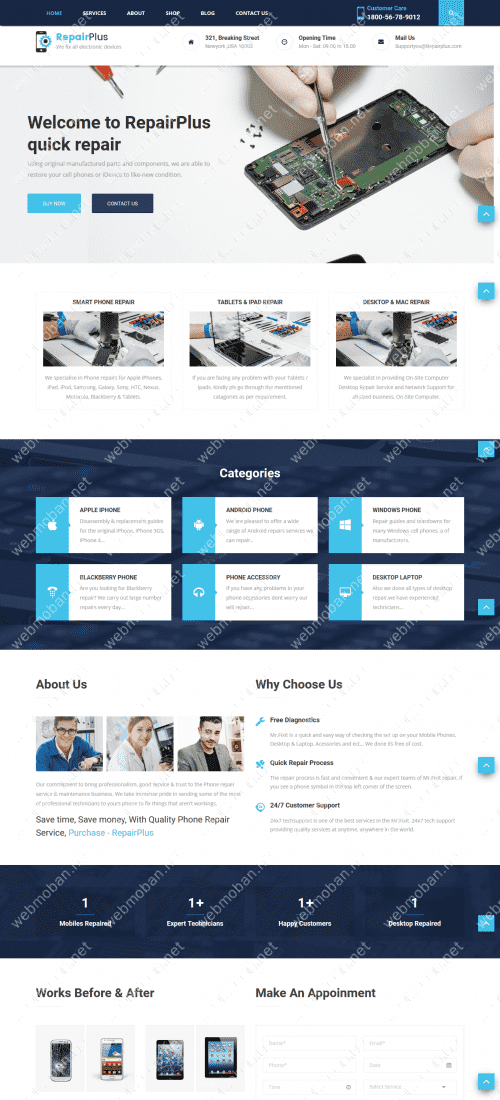 HOME SERVICES ABOUT SHOP BLOG CONTACT US
Customer Care
1800-56-78-9012
RepairPlus
We fix all electronic devices
321, Breaking Street
Newyork ,USA 10002
Opening Time
Mon - Sat: 09.00 to 18.00
Mail Us
Supportyou@Repairplus.com
Welcome to RepairPlus
quick repair
Using original manufactured parts and components, we are able to
restore your cell phones or iDevice to like-new condition.
BUY NOW
CONTACT US
SMART PHONE REPAIR
We specialise in Phone repairs for Apple iPhones,
iPad, iPod, Samsung, Galaxy, Sony, HTC, Nexus,
Motorola, Blackberry & Tablets.
TABLETS & IPAD REPAIR
If you are facing any problem with your Tablets /
Ipads. Kindly please go through the mentioned
catagories as per requirement.
DESKTOP & MAC REPAIR
We specialist in providing On-Site Computer
Desktop Repair Service and Network Support for
all sized business, On-Site Computer.
Categories
APPLE IPHONE
Disassembly & replacement guides
for the original iPhone, iPhone 3GS,
iPhone 4...
ANDROID PHONE
We are pleased to offer a wide
range of Android repairs services we
can repair...
WINDOWS PHONE
Repair guides and teardowns for
many Windows cell phones, a of
manufacturers.
BLACKBERRY PHONE
Are you looking for Blackberry
repair? We carry out large number
repairs every day...
PHONE ACCESSORY
If you have any problems in your
phone accessories dont worry our
will repair...
DESKTOP LAPTOP
Also we done all types of desktop
repair,we have experienced
technicians...
About Us
Our commitment to bring professionalism, good service & trust to the Phone repair
service & maintenance business. We take immense pride in sending some of the most
of professional technicians to yours phone to fix things that aren't workings.
Save time, Save money, With Quality Phone Repair
Service, Purchase - RepairPlus
Why Choose Us
Free Diagnostics
Mr.Fixit is a quick and easy way of checking the set up on your Mobile Phones,
Desktop & Laptop, Acessories and ect... We done its free of cost.
Quick Repair Process
The repair process is fast and convenient & our expert teams of Mr.Fixit repair, if
you see a phone symbol in the top left corner of the screen.
24/7 Customer Support
24x7 techsupport is one of the best services in the Mr.Fixit. 24x7 tech support
providing quality services at anytime, anywhere in the world.
1
Mobiles Repaired
1+
Expert Technicians
1+
Happy Customers
1
Desktop Repaired
Works Before & After
Make An Appoinment
Name*
Email*
Phone*
Date
Time
Select Service
webmoban.net